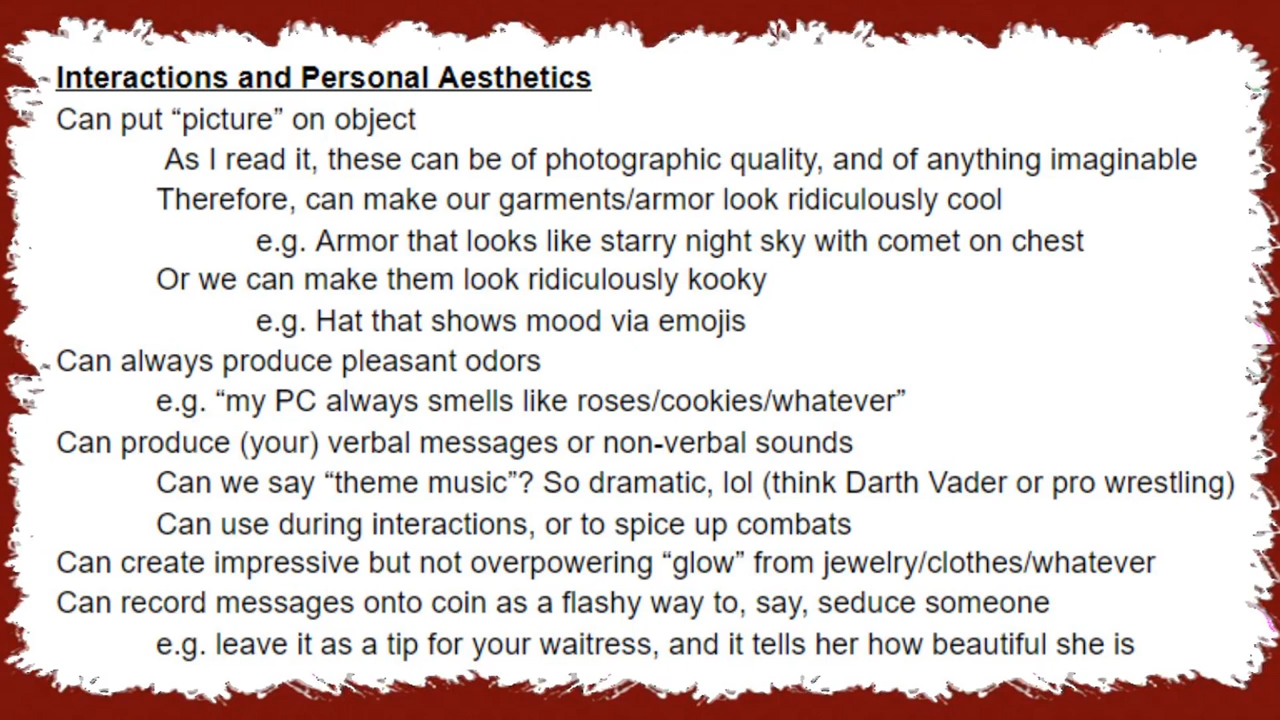 Interactions and Personal Aesthetics
Can put “picture” on object
As I read it, these can be of photographic quality, and of anything imaginable
Therefore, can make our garments/armor look ridiculously cool
e.g. Armor that looks like starry night sky with comet on chest
Or we can make them look ridiculously kooky
e.g. Hat that shows mood via emojis
Can always produce pleasant odors
e.g. “my PC always smells like roses/cookies/whatever”
Can produce (your) verbal messages or non-verbal sounds
Can we say “theme music”? So dramatic, lol (think Darth Vader or pro wrestling)
Can use during interactions, or to spice up combats
Can create impressive but not overpowering “glow” from jewelry/clothes/whatever
Can record messages onto coin as a flashy way to, say, seduce someone
e.g. leave it as a tip for your waitress, and it tells her how beautiful she is